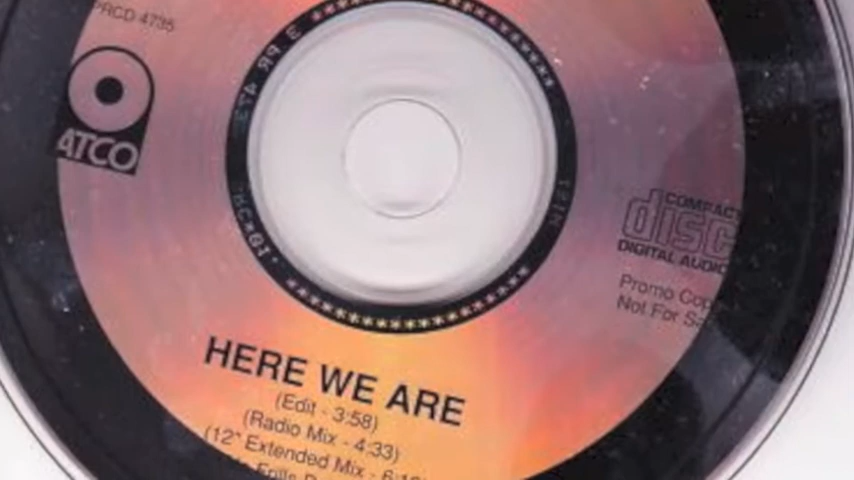 PRCD 4735
ATCO
COMPACT
disc
DIGITAL AUDIO
Promo
Not For
HERE WE ARE
(Edit - 3:58)
(Radio Mix - 4:33)
(12" Extended Mix -